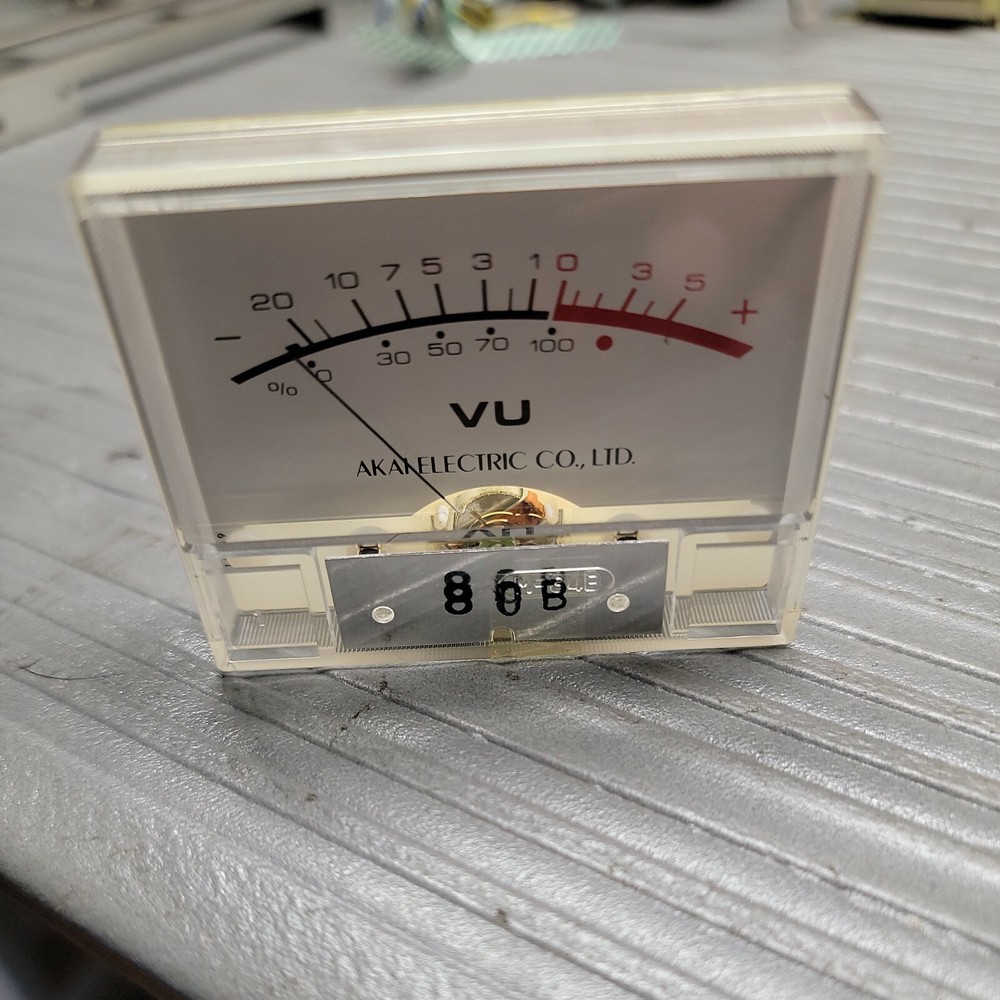 20 10 7 5 3 1 0 3 5
− +
% 0 30 50 70 100
VU
AKAI ELECTRIC CO., LTD.
80B